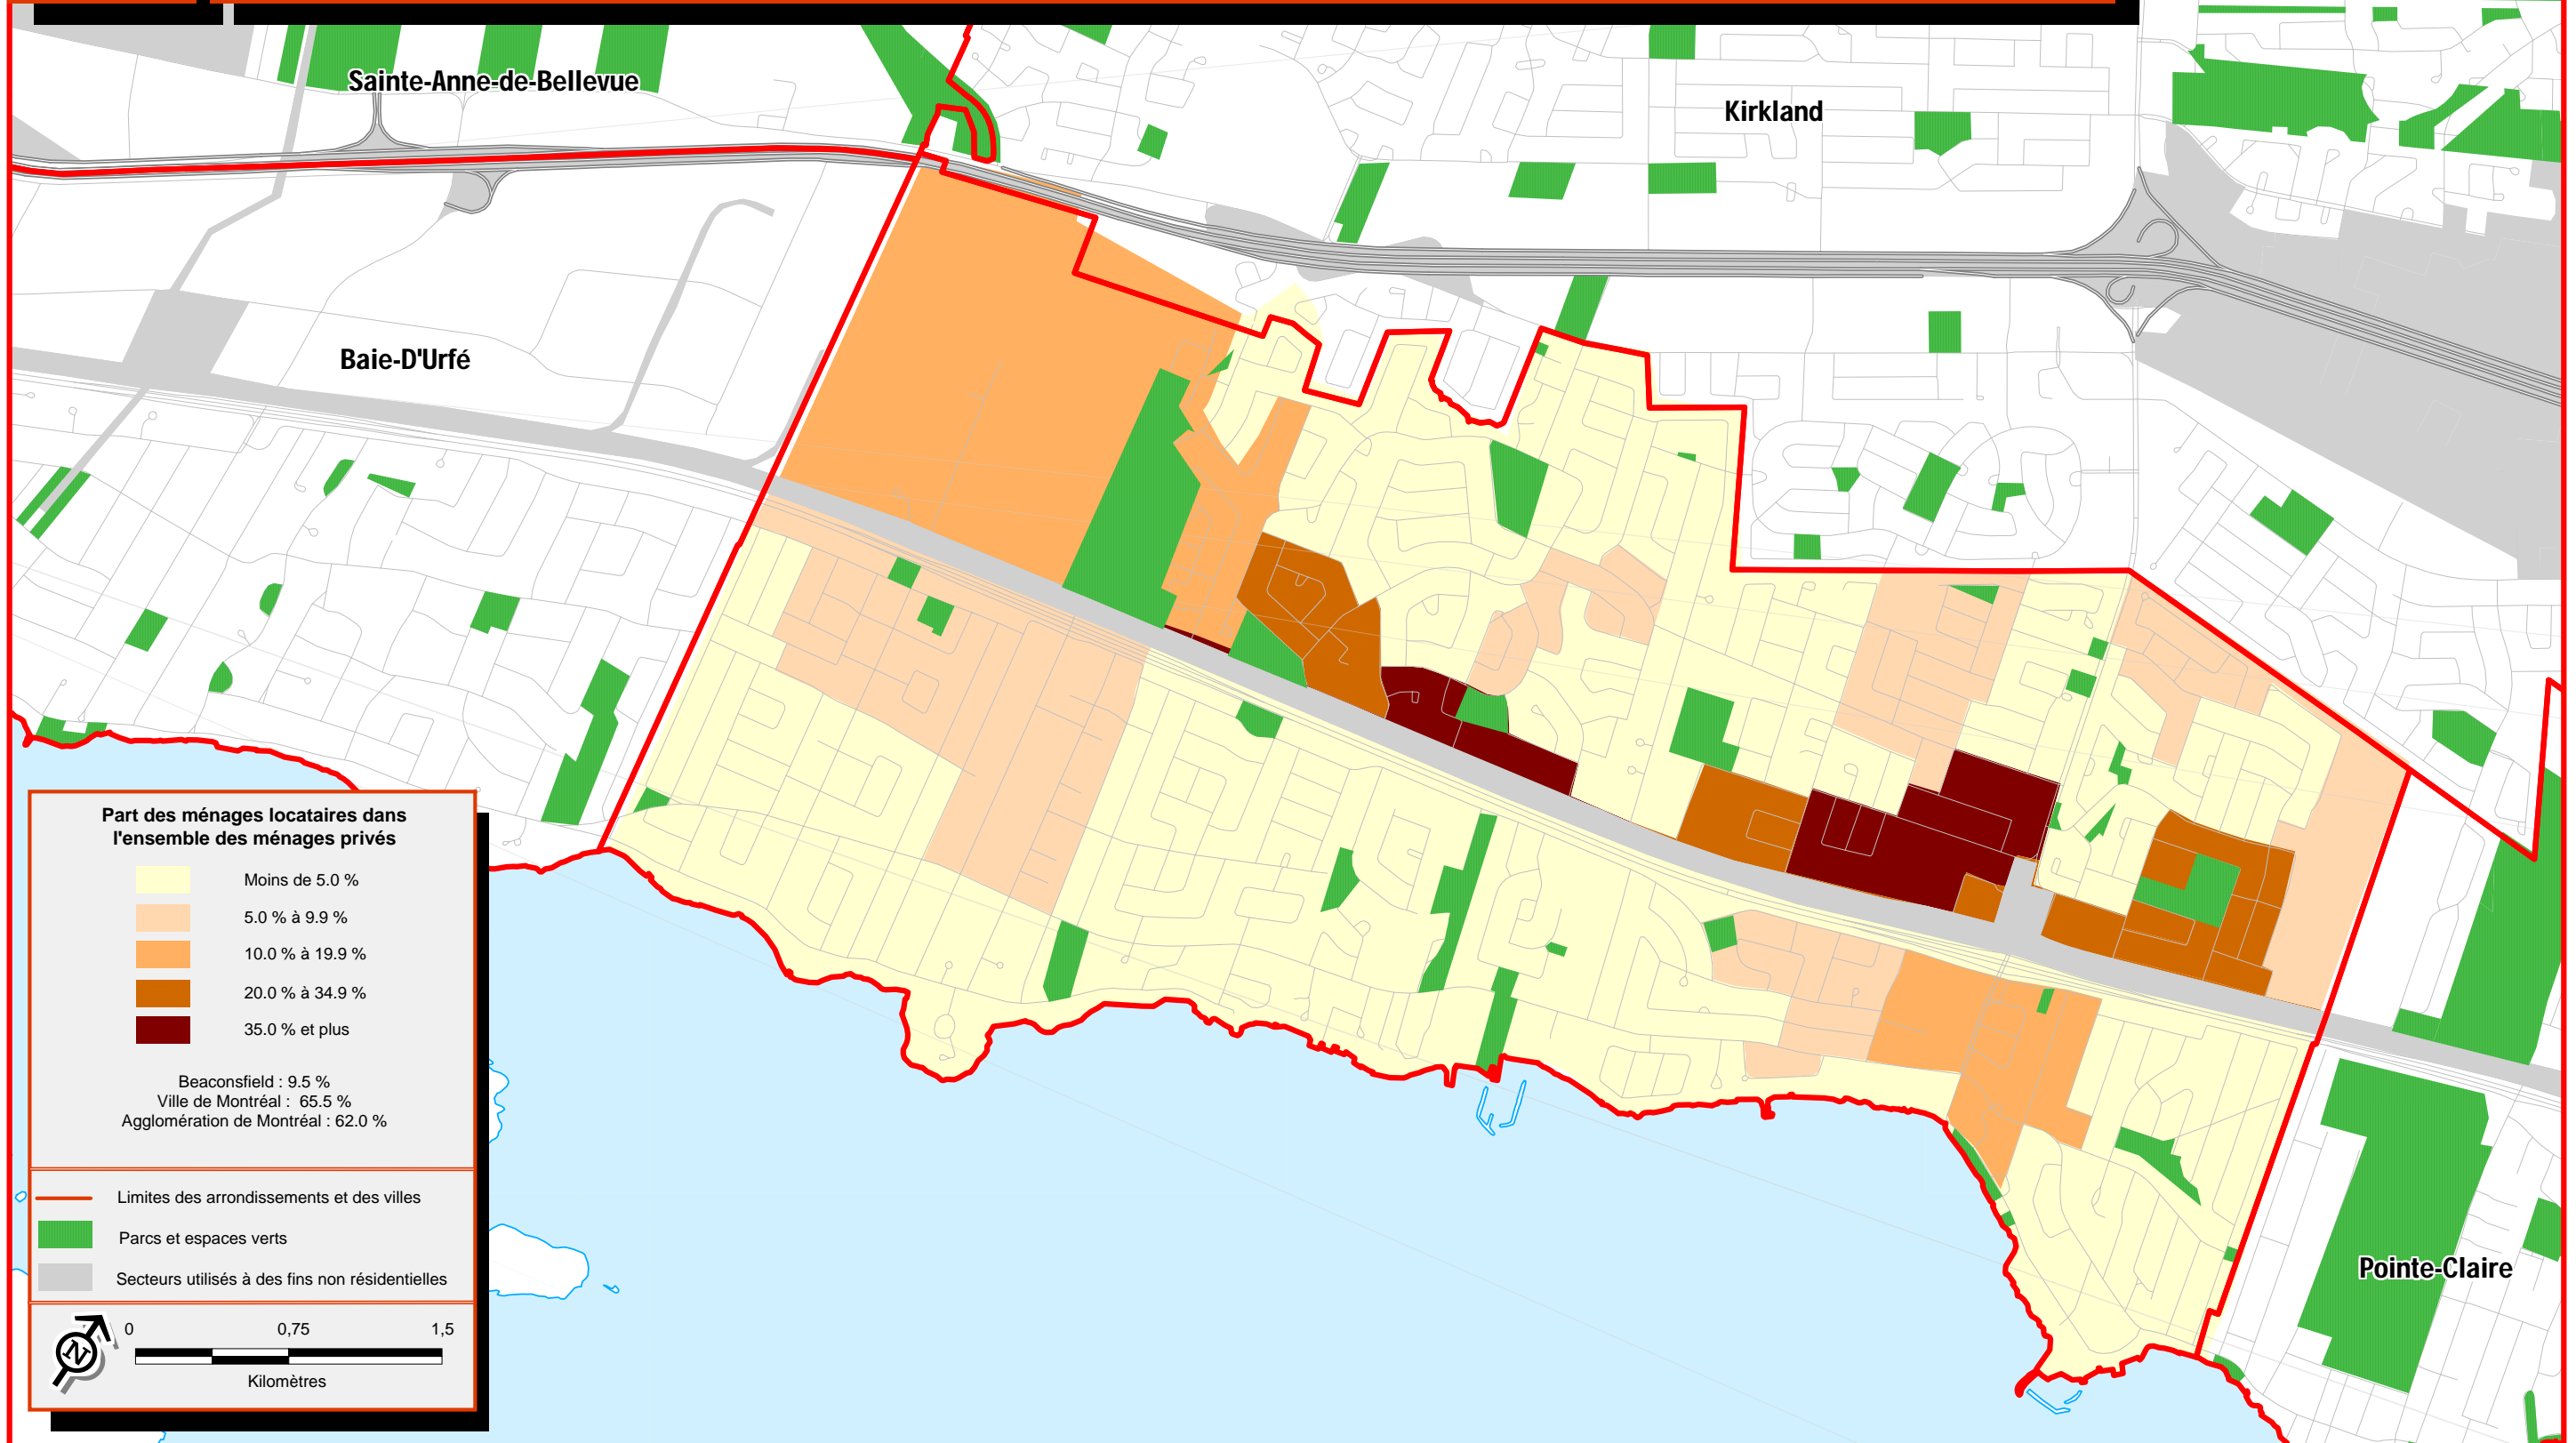 Sainte-Anne-de-Bellevue
Kirkland
Baie-D'Urfé
Pointe-Claire
Part des ménages locataires dans
l'ensemble des ménages privés
Moins de 5.0 %
5.0 % à 9.9 %
10.0 % à 19.9 %
20.0 % à 34.9 %
35.0 % et plus
Beaconsfield : 9.5 %
Ville de Montréal : 65.5 %
Agglomération de Montréal : 62.0 %
Limites des arrondissements et des villes
Parcs et espaces verts
Secteurs utilisés à des fins non résidentielles
N
0 0,75 1,5
Kilomètres